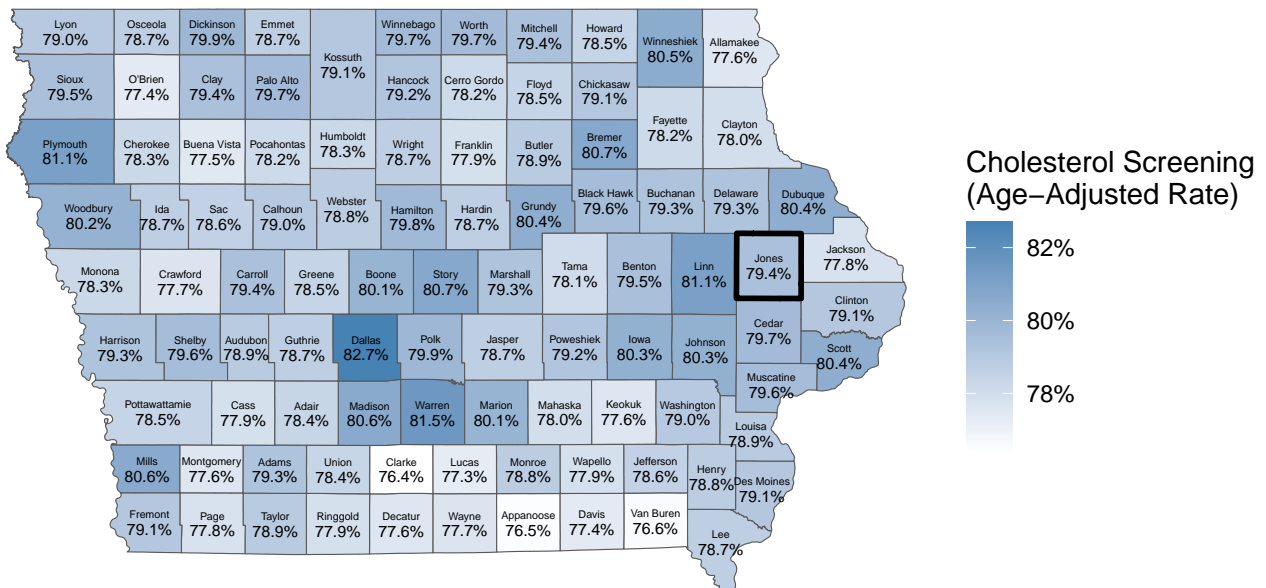 Lyon
79.0%
Osceola
78.7%
Dickinson
79.9%
Emmet
78.7%
Kossuth
79.1%
Winnebago
79.7%
Worth
79.7%
Mitchell
79.4%
Howard
78.5%
Winneshiek
80.5%
Allamakee
77.6%
Sioux
79.5%
O'Brien
77.4%
Clay
79.4%
Palo Alto
79.7%
Hancock
79.2%
Cerro Gordo
78.2%
Floyd
78.5%
Chickasaw
79.1%
Fayette
78.2%
Clayton
78.0%
Plymouth
81.1%
Cherokee
78.3%
Buena Vista
77.5%
Pocahontas
78.2%
Humboldt
78.3%
Wright
78.7%
Franklin
77.9%
Butler
78.9%
Bremer
80.7%
Woodbury
80.2%
Ida
78.7%
Sac
78.6%
Calhoun
79.0%
Webster
78.8%
Hamilton
79.8%
Hardin
78.7%
Grundy
80.4%
Black Hawk
79.6%
Buchanan
79.3%
Delaware
79.3%
Dubuque
80.4%
Monona
78.3%
Crawford
77.7%
Carroll
79.4%
Greene
78.5%
Boone
80.1%
Story
80.7%
Marshall
79.3%
Tama
78.1%
Benton
79.5%
Linn
81.1%
Jones
79.4%
Jackson
77.8%
Clinton
79.1%
Harrison
79.3%
Shelby
79.6%
Audubon
78.9%
Guthrie
78.7%
Dallas
82.7%
Polk
79.9%
Jasper
78.7%
Poweshiek
79.2%
Iowa
80.3%
Johnson
80.3%
Cedar
79.7%
Scott
80.4%
Muscatine
79.6%
Pottawattamie
78.5%
Cass
77.9%
Adair
78.4%
Madison
80.6%
Warren
81.5%
Marion
80.1%
Mahaska
78.0%
Keokuk
77.6%
Washington
79.0%
Louisa
78.9%
Mills
80.6%
Montgomery
77.6%
Adams
79.3%
Union
78.4%
Clarke
76.4%
Lucas
77.3%
Monroe
78.8%
Wapello
77.9%
Jefferson
78.6%
Henry
78.8%
Des Moines
79.1%
Fremont
79.1%
Page
77.8%
Taylor
78.9%
Ringgold
77.9%
Decatur
77.6%
Wayne
77.7%
Appanoose
76.5%
Davis
77.4%
Van Buren
76.6%
Lee
78.7%
Cholesterol Screening
(Age−Adjusted Rate)
82%
80%
78%